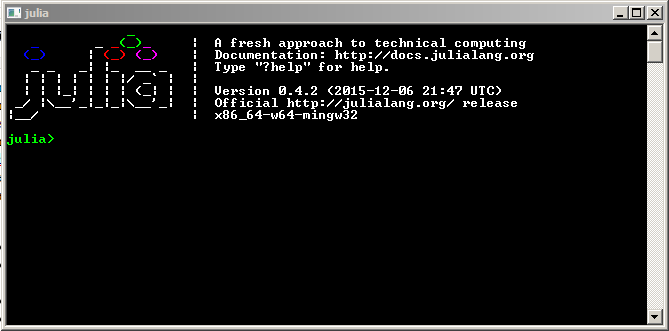 julia
A fresh approach to technical computing
Documentation: http://docs.julialang.org
Type "?help" for help.
Version 0.4.2 (2015-12-06 21:47 UTC)
Official http://julialang.org/ release
x86_64-w64-mingw32
julia
julia>